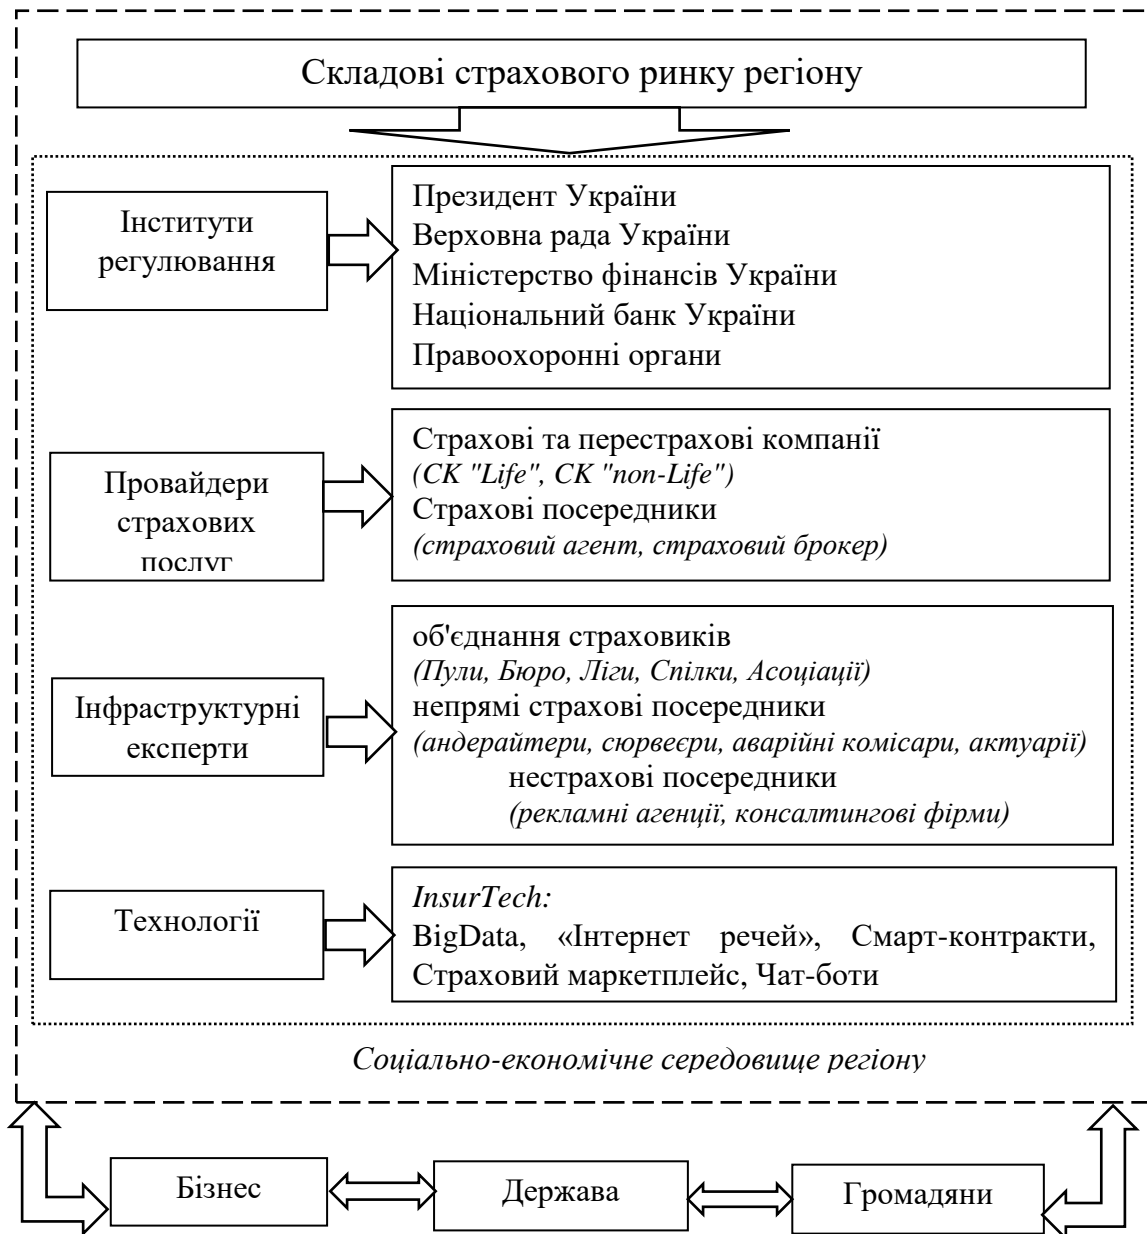 Складові страхового ринку регіону
Інститути
регулювання
Президент України
Верховна рада України
Міністерство фінансів України
Національний банк України
Правоохоронні органи
Провайдери
страхових
послуг
Страхові та перестрахові компанії
(СК "Life", СК "non-Life")
Страхові посередники
(страховий агент, страховий брокер)
Інфраструктурні
експерти
об'єднання страховиків
(Пули, Бюро, Ліги, Спілки, Асоціації)
непрямі страхові посередники
(андерайтери, сюрвеєри, аварійні комісари, актуарії)
нестрахові посередники
(рекламні агенції, консалтингові фірми)
Технології
InsurTech:
BigData, «Інтернет речей», Смарт-контракти,
Страховий маркетплейс, Чат-боти
Соціально-економічне середовище регіону
Бізнес
Держава
Громадяни